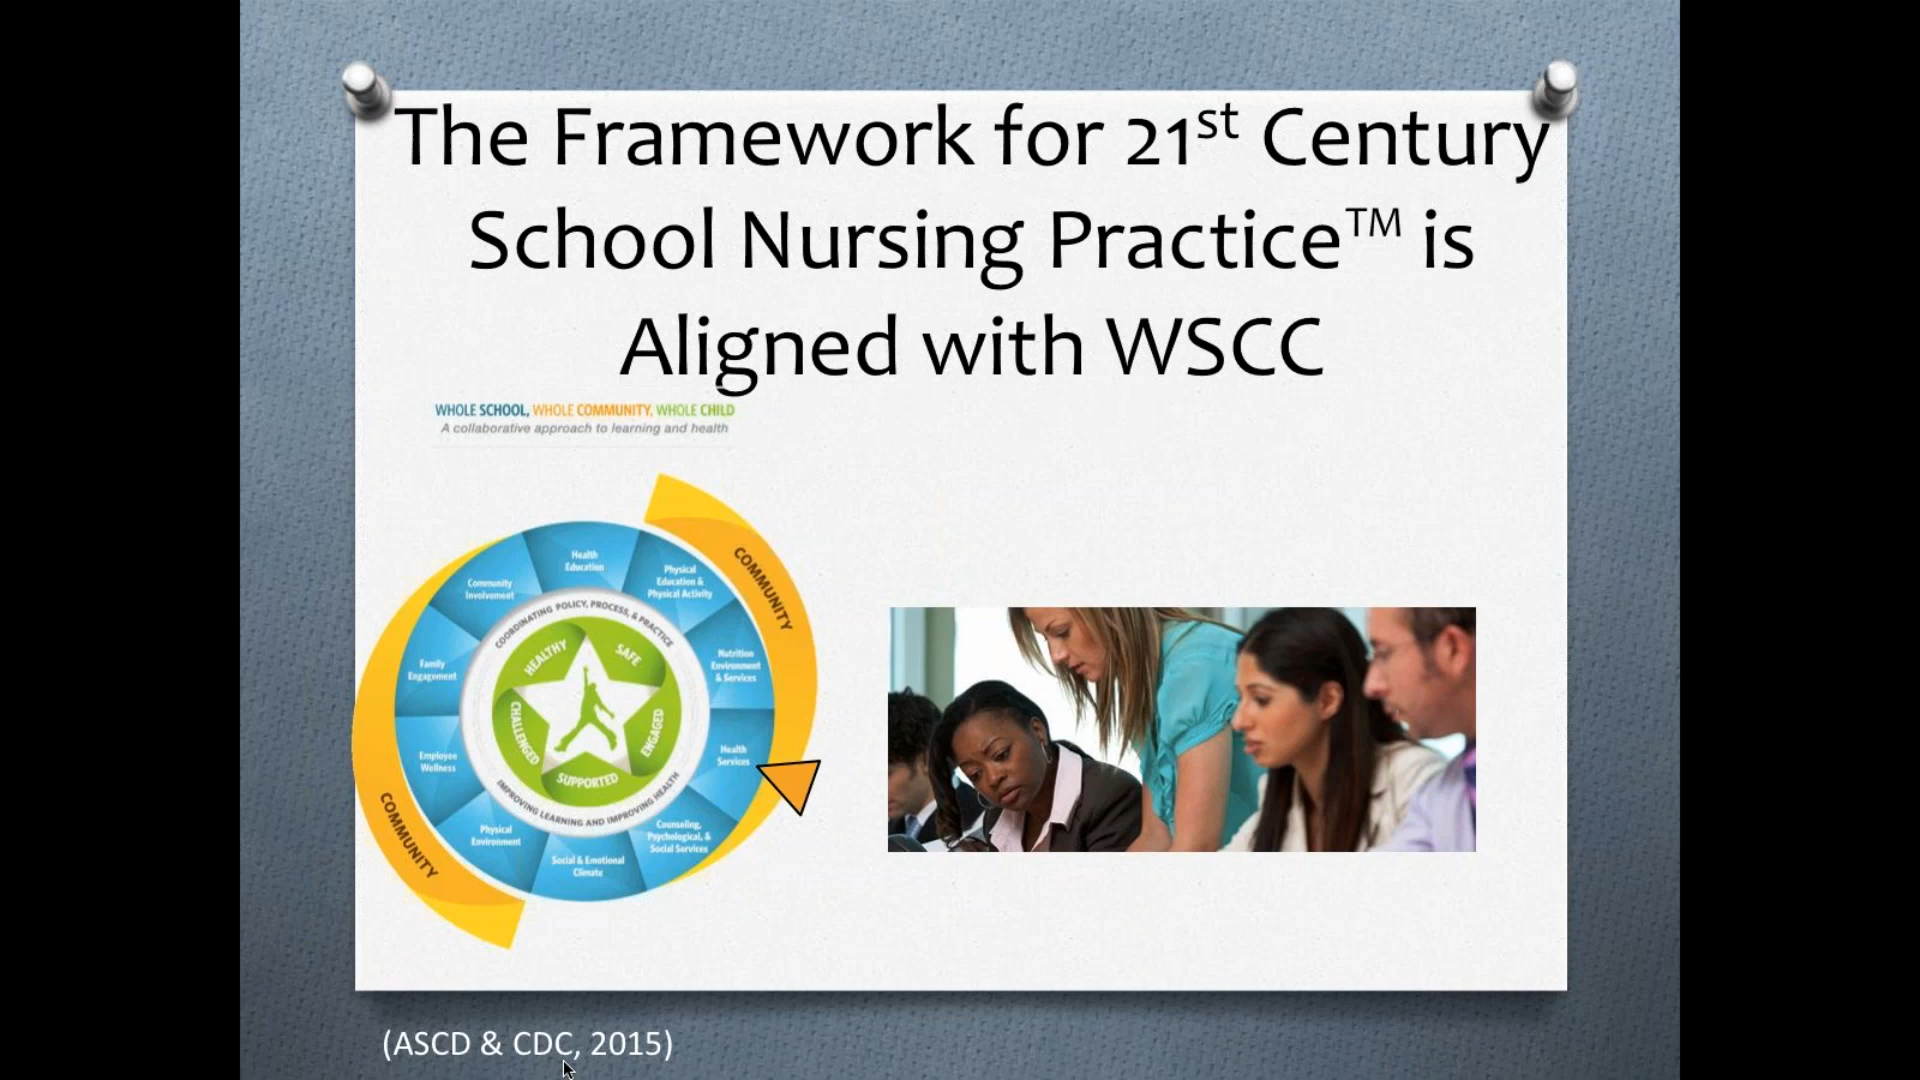 The Framework for 21st Century
School Nursing Practice™ is
Aligned with WSCC
WHOLE SCHOOL, WHOLE COMMUNITY, WHOLE CHILD
A collaborative approach to learning and health
COMMUNITY
Health
Education
Physical
Education &
Physical Activity
Nutrition
Environment
& Services
Health
Services
Counseling,
Psychological, &
Social Services
Social & Emotional
Climate
Physical
Environment
Employee
Wellness
Family
Engagement
Community
Involvement
COORDINATING POLICY, PROCESS, & PRACTICE
IMPROVING LEARNING AND IMPROVING HEALTH
HEALTHY
SAFE
ENGAGED
SUPPORTED
CHALLENGED
COMMUNITY
(ASCD & CDC, 2015)